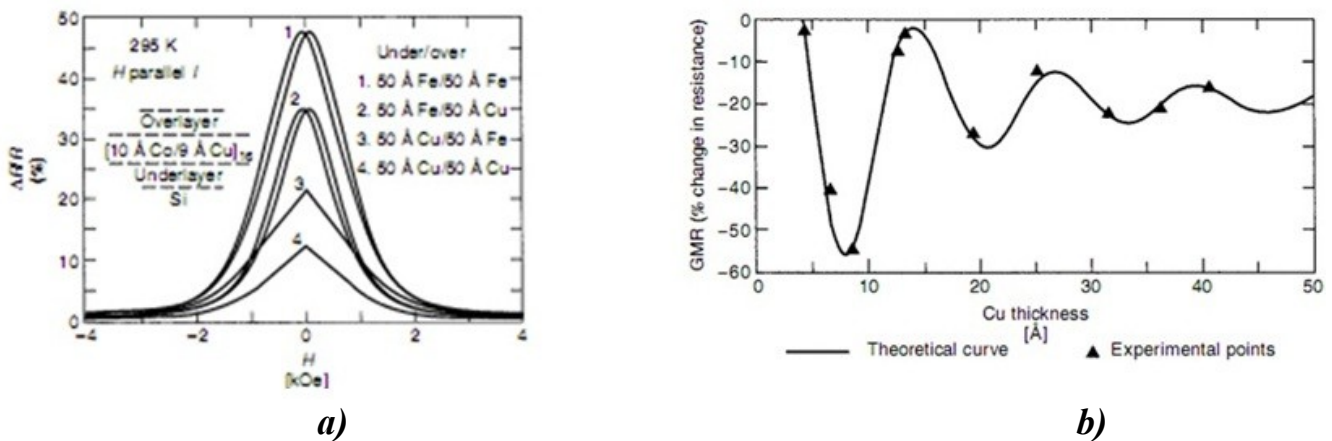 50
40
30
20
10
0
ΔR/R
(%)
295 K
H parallel I
Overlayer
[10 Å Co/9 Å Cu]16
Underlayer
Si
1
2
3
4
Under/over
1. 50 Å Fe/50 Å Fe
2. 50 Å Fe/50 Å Cu
3. 50 Å Cu/50 Å Fe
4. 50 Å Cu/50 Å Cu
−4 −2 0 2 4
H
[kOe]
a)
GMR (% change in resistance)
0
−10
−20
−30
−40
−50
−60
0 10 20 30 40 50
Cu thickness
[Å]
Theoretical curve ▲ Experimental points
b)